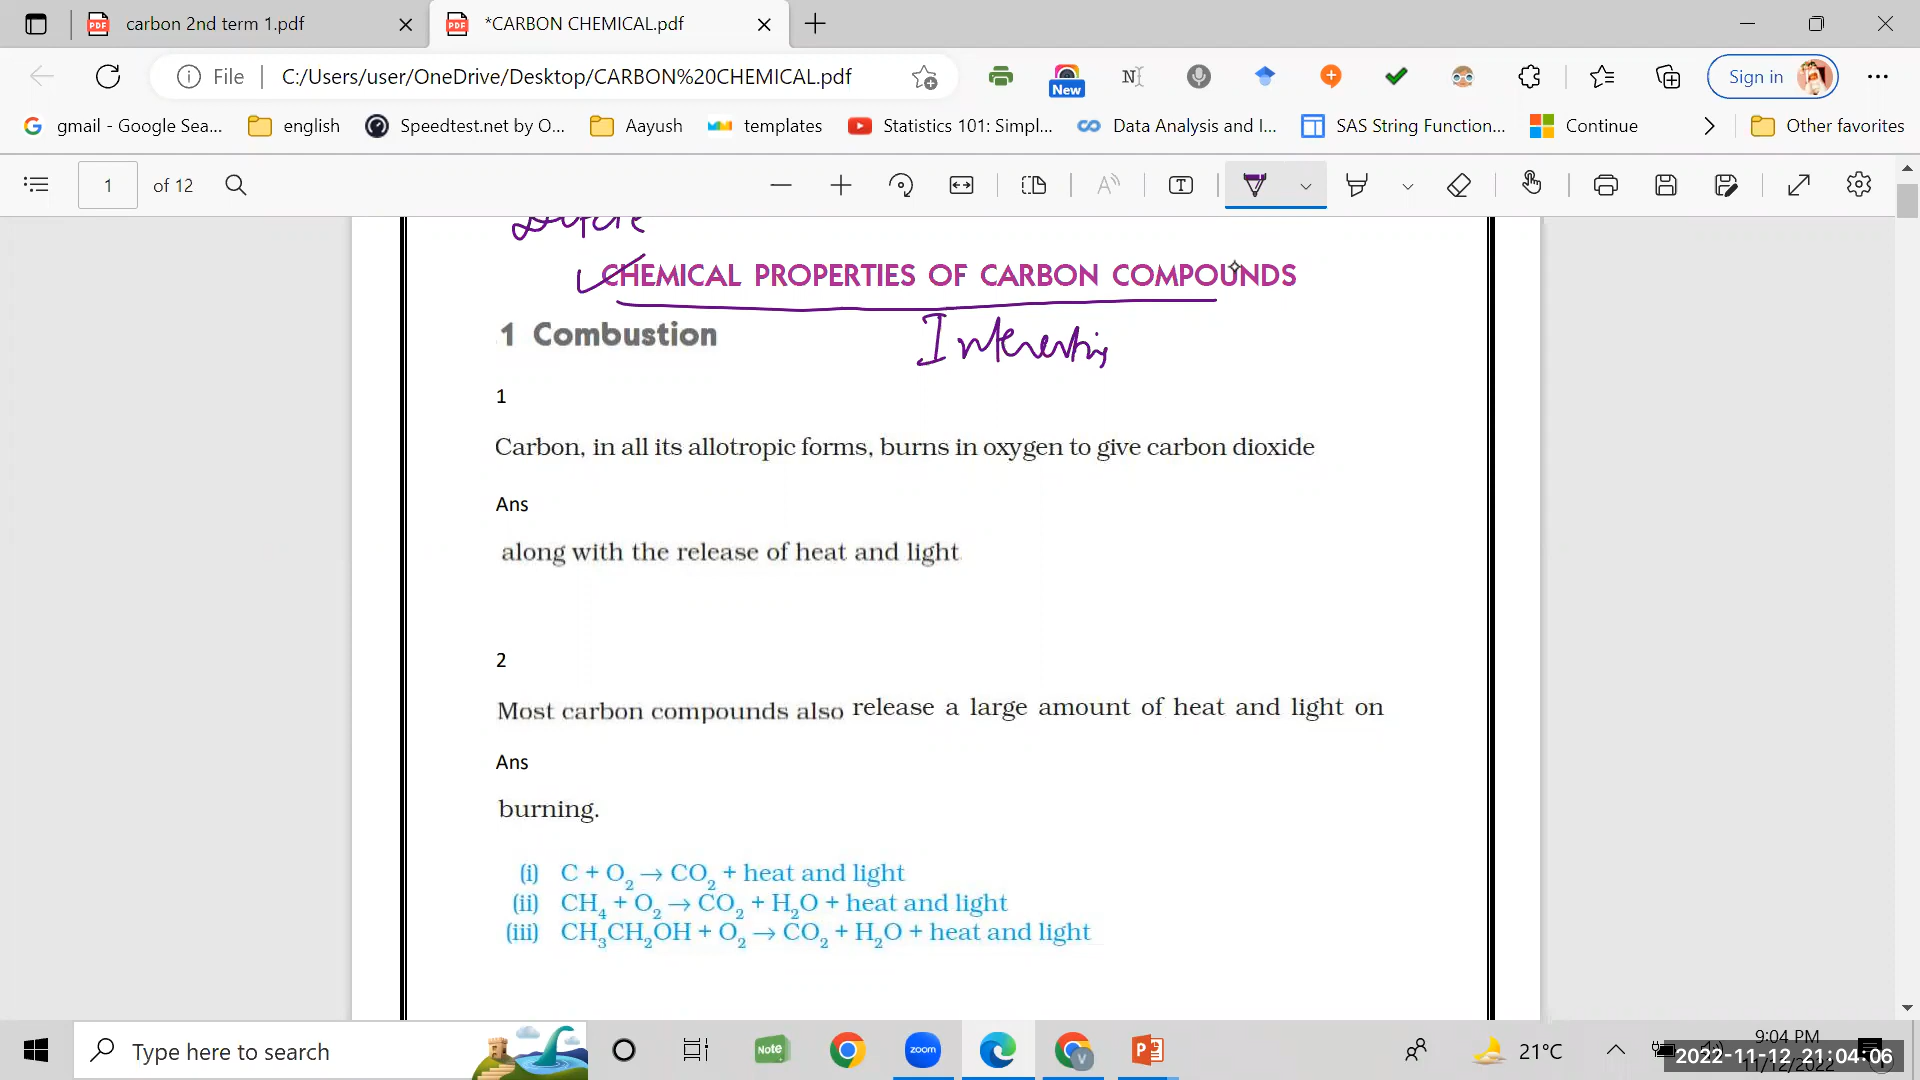 carbon 2nd term 1.pdf
*CARBON CHEMICAL.pdf
File
C:/Users/user/OneDrive/Desktop/CARBON%20CHEMICAL.pdf
New
Sign in
gmail - Google Sea...
english
Speedtest.net by O...
Aayush
templates
Statistics 101: Simpl...
Data Analysis and I...
SAS String Function...
Continue
Other favorites
1 of 12
CHEMICAL PROPERTIES OF CARBON COMPOUNDS
1 Combustion
Interesting
1
Carbon, in all its allotropic forms, burns in oxygen to give carbon dioxide
Ans
along with the release of heat and light
2
Most carbon compounds also release a large amount of heat and light on
Ans
burning.
(i) C + O₂ → CO₂ + heat and light
(ii) CH₄ + O₂ → CO₂ + H₂O + heat and light
(iii) CH₃CH₂OH + O₂ → CO₂ + H₂O + heat and light
Type here to search
Note
zoom
21°C
9:04 PM
11/12/2022
2022-11-12 21:04:06